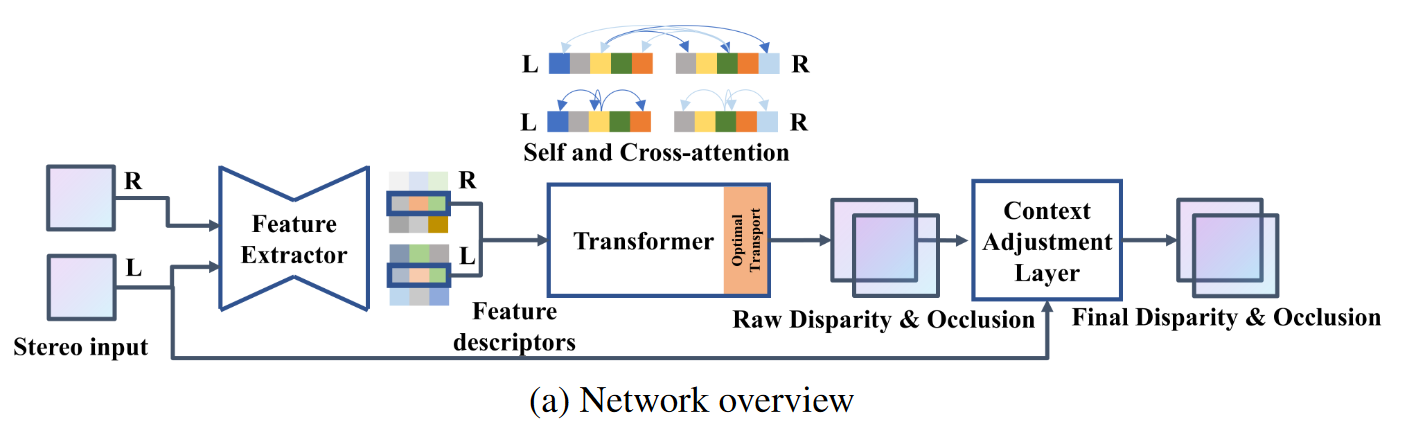 L
R
L
R
Self and Cross-attention
R
L
Stereo input
Feature
Extractor
R
L
Feature
descriptors
Transformer
Optimal
Transport
Raw Disparity & Occlusion
Context
Adjustment
Layer
Final Disparity & Occlusion
(a) Network overview